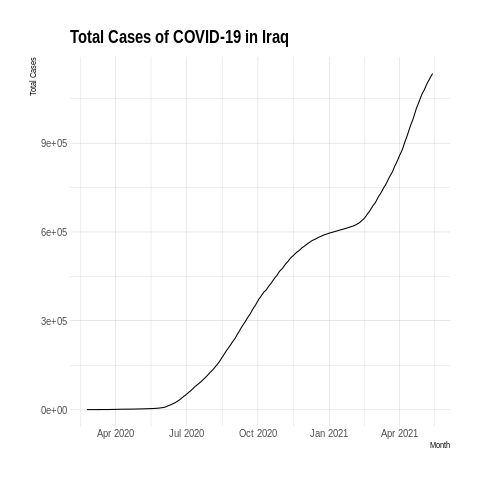 Total Cases of COVID-19 in Iraq
Total Cases
9e+05
6e+05
3e+05
0e+00
Apr 2020 Jul 2020 Oct 2020 Jan 2021 Apr 2021
Month